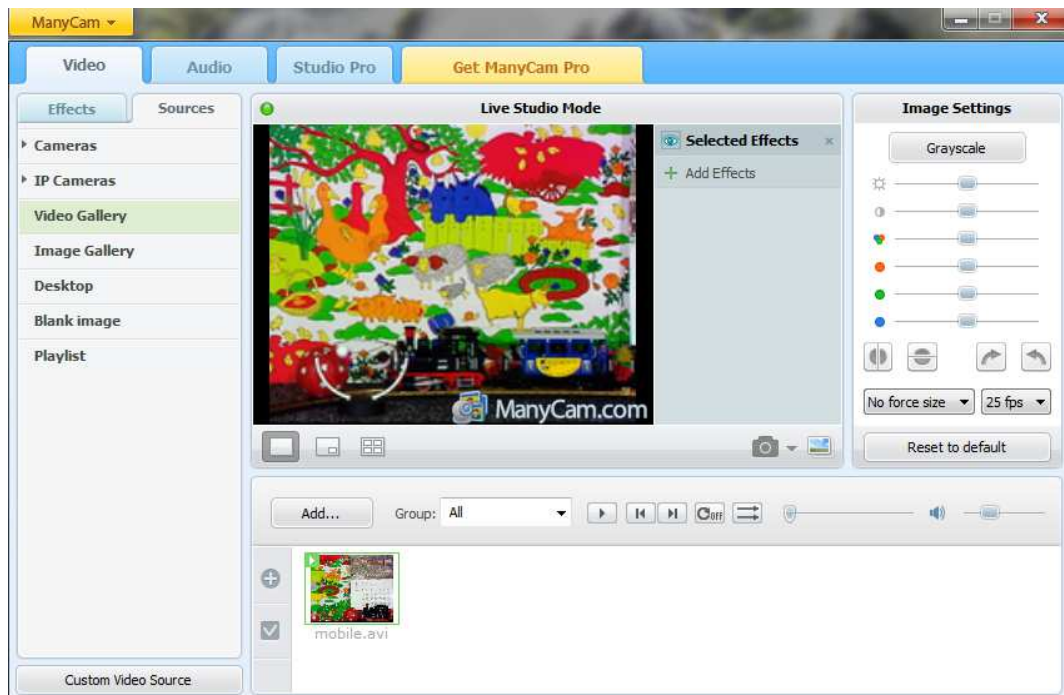 ManyCam
Video
Audio
Studio Pro
Get ManyCam Pro
Effects
Sources
Cameras
IP Cameras
Video Gallery
Image Gallery
Desktop
Blank image
Playlist
Custom Video Source
Live Studio Mode
Selected Effects
Add Effects
ManyCam.com
Image Settings
Grayscale
No force size
25 fps
Reset to default
Add...
Group: All
Off
mobile.avi